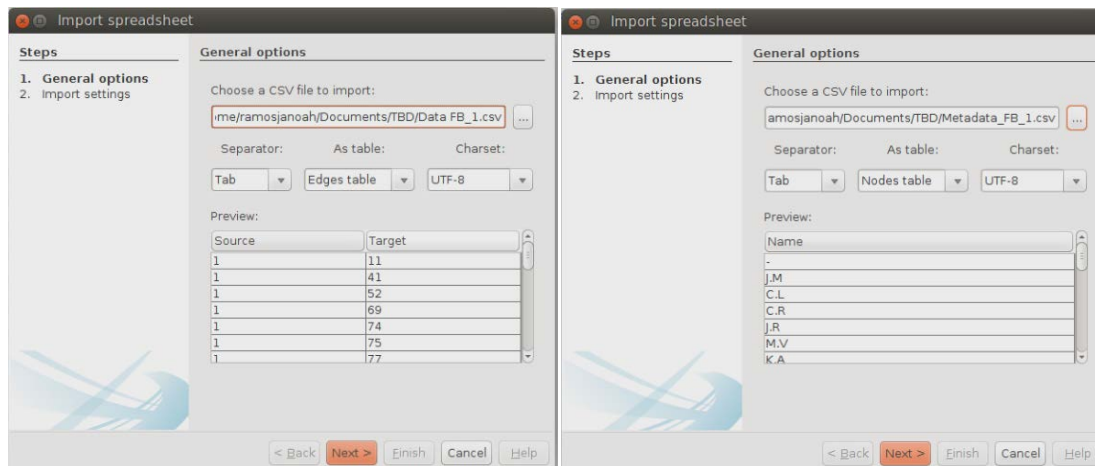 Import spreadsheet
Steps
1. General options
2. Import settings
General options
Choose a CSV file to import:
ome/ramosjanoah/Documents/TBD/Data FB_1.csv ...
Separator: As table: Charset:
Tab Edges table UTF-8
Preview:
Source Target
1 11
1 41
1 52
1 69
1 74
1 75
1 77
< Back Next > Finish Cancel Help
Import spreadsheet
Steps
1. General options
2. Import settings
General options
Choose a CSV file to import:
amosjanoah/Documents/TBD/Metadata_FB_1.csv ...
Separator: As table: Charset:
Tab Nodes table UTF-8
Preview:
Name
-
J.M
C.L
C.R
J.R
M.V
K.A
< Back Next > Finish Cancel Help